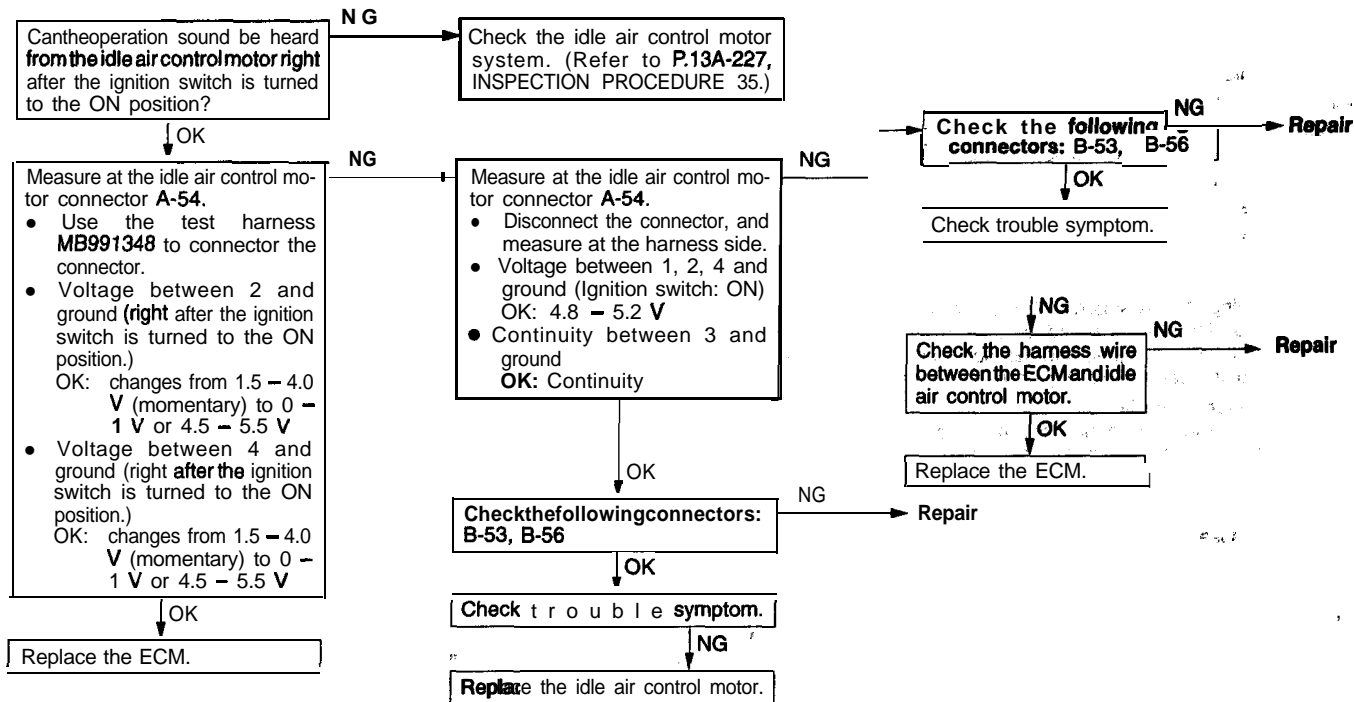 Cantheoperation sound be heard
from the idle air control motor right
after the ignition switch is turned
to the ON position?
N G
Check the idle air control motor
system. (Refer to P.13A-227,
INSPECTION PROCEDURE 35.)
OK
Measure at the idle air control mo-
tor connector A-54.
● Use the test harness
MB991348 to connector the
connector.
● Voltage between 2 and
ground (right after the ignition
switch is turned to the ON
position.)
OK: changes from 1.5 – 4.0
V (momentary) to 0 –
1 V or 4.5 – 5.5 V
● Voltage between 4 and
ground (right after the ignition
switch is turned to the ON
position.)
OK: changes from 1.5 – 4.0
V (momentary) to 0 –
1 V or 4.5 – 5.5 V
OK
Replace the ECM.
NG
Measure at the idle air control mo-
tor connector A-54.
● Disconnect the connector, and
measure at the harness side.
● Voltage between 1, 2, 4 and
ground (Ignition switch: ON)
OK: 4.8 – 5.2 V
● Continuity between 3 and
ground
OK: Continuity
OK
Checkthefollowingconnectors:
B-53, B-56
NG
Repair
OK
Check t r o u b l e symptom.
NG
Replace the idle air control motor.
NG
Check the following
connectors: B-53, B-56
NG
Repair
OK
Check trouble symptom.
NG
Check the harness wire
between the ECM and idle
air control motor.
NG
Repair
OK
Replace the ECM.